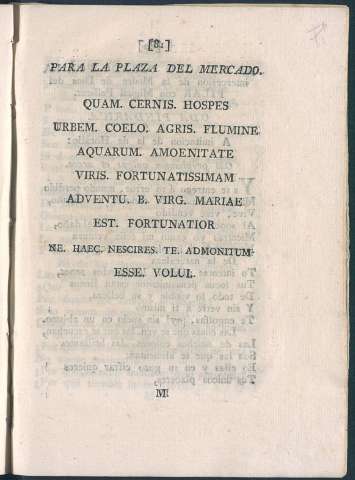 [8.]
PARA LA PLAZA DEL MERCADO.
QUAM. CERNIS. HOSPES
URBEM. COELO. AGRIS. FLUMINE
AQUARUM. AMOENITATE
VIRIS. FORTUNATISSIMAM
ADVENTU. B. VIRG. MARIAE
EST. FORTUNATIOR
NE. HAEC. NESCIRES. TE. ADMONITUM
ESSE. VOLUI.
M